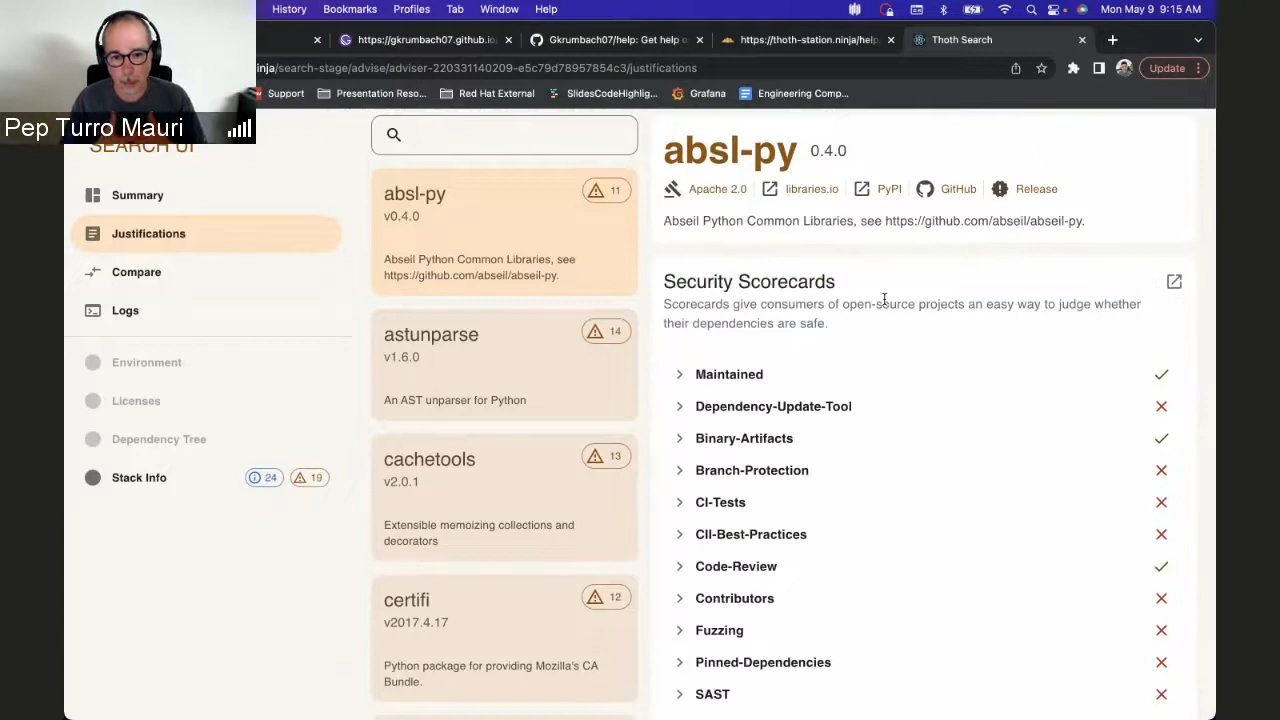 History Bookmarks Profiles Tab Window Help Mon May 9 9:15 AM
https://gkrumbach07.github.io Gkrumbach07/help: Get help o https://thoth-station.ninja/help Thoth Search
inja/search-stage/advise/adviser-220331140209-e5c79d78957854c3/justifications Update
Support Presentation Reso... Red Hat External SlidesCodeHighlig... Grafana Engineering Comp...
Pep Turro Mauri
SEARCH UI
Summary
Justifications
Compare
Logs
Environment
Licenses
Dependency Tree
Stack Info 24 19
absl-py 11
v0.4.0
Abseil Python Common Libraries, see
https://github.com/abseil/abseil-py.
astunparse 14
v1.6.0
An AST unparser for Python
cachetools 13
v2.0.1
Extensible memoizing collections and
decorators
certifi 12
v2017.4.17
Python package for providing Mozilla's CA
Bundle.
absl-py 0.4.0
Apache 2.0 libraries.io PyPI GitHub Release
Abseil Python Common Libraries, see https://github.com/abseil/abseil-py.
Security Scorecards
Scorecards give consumers of open-source projects an easy way to judge whether
their dependencies are safe.
Maintained
Dependency-Update-Tool
Binary-Artifacts
Branch-Protection
CI-Tests
CII-Best-Practices
Code-Review
Contributors
Fuzzing
Pinned-Dependencies
SAST